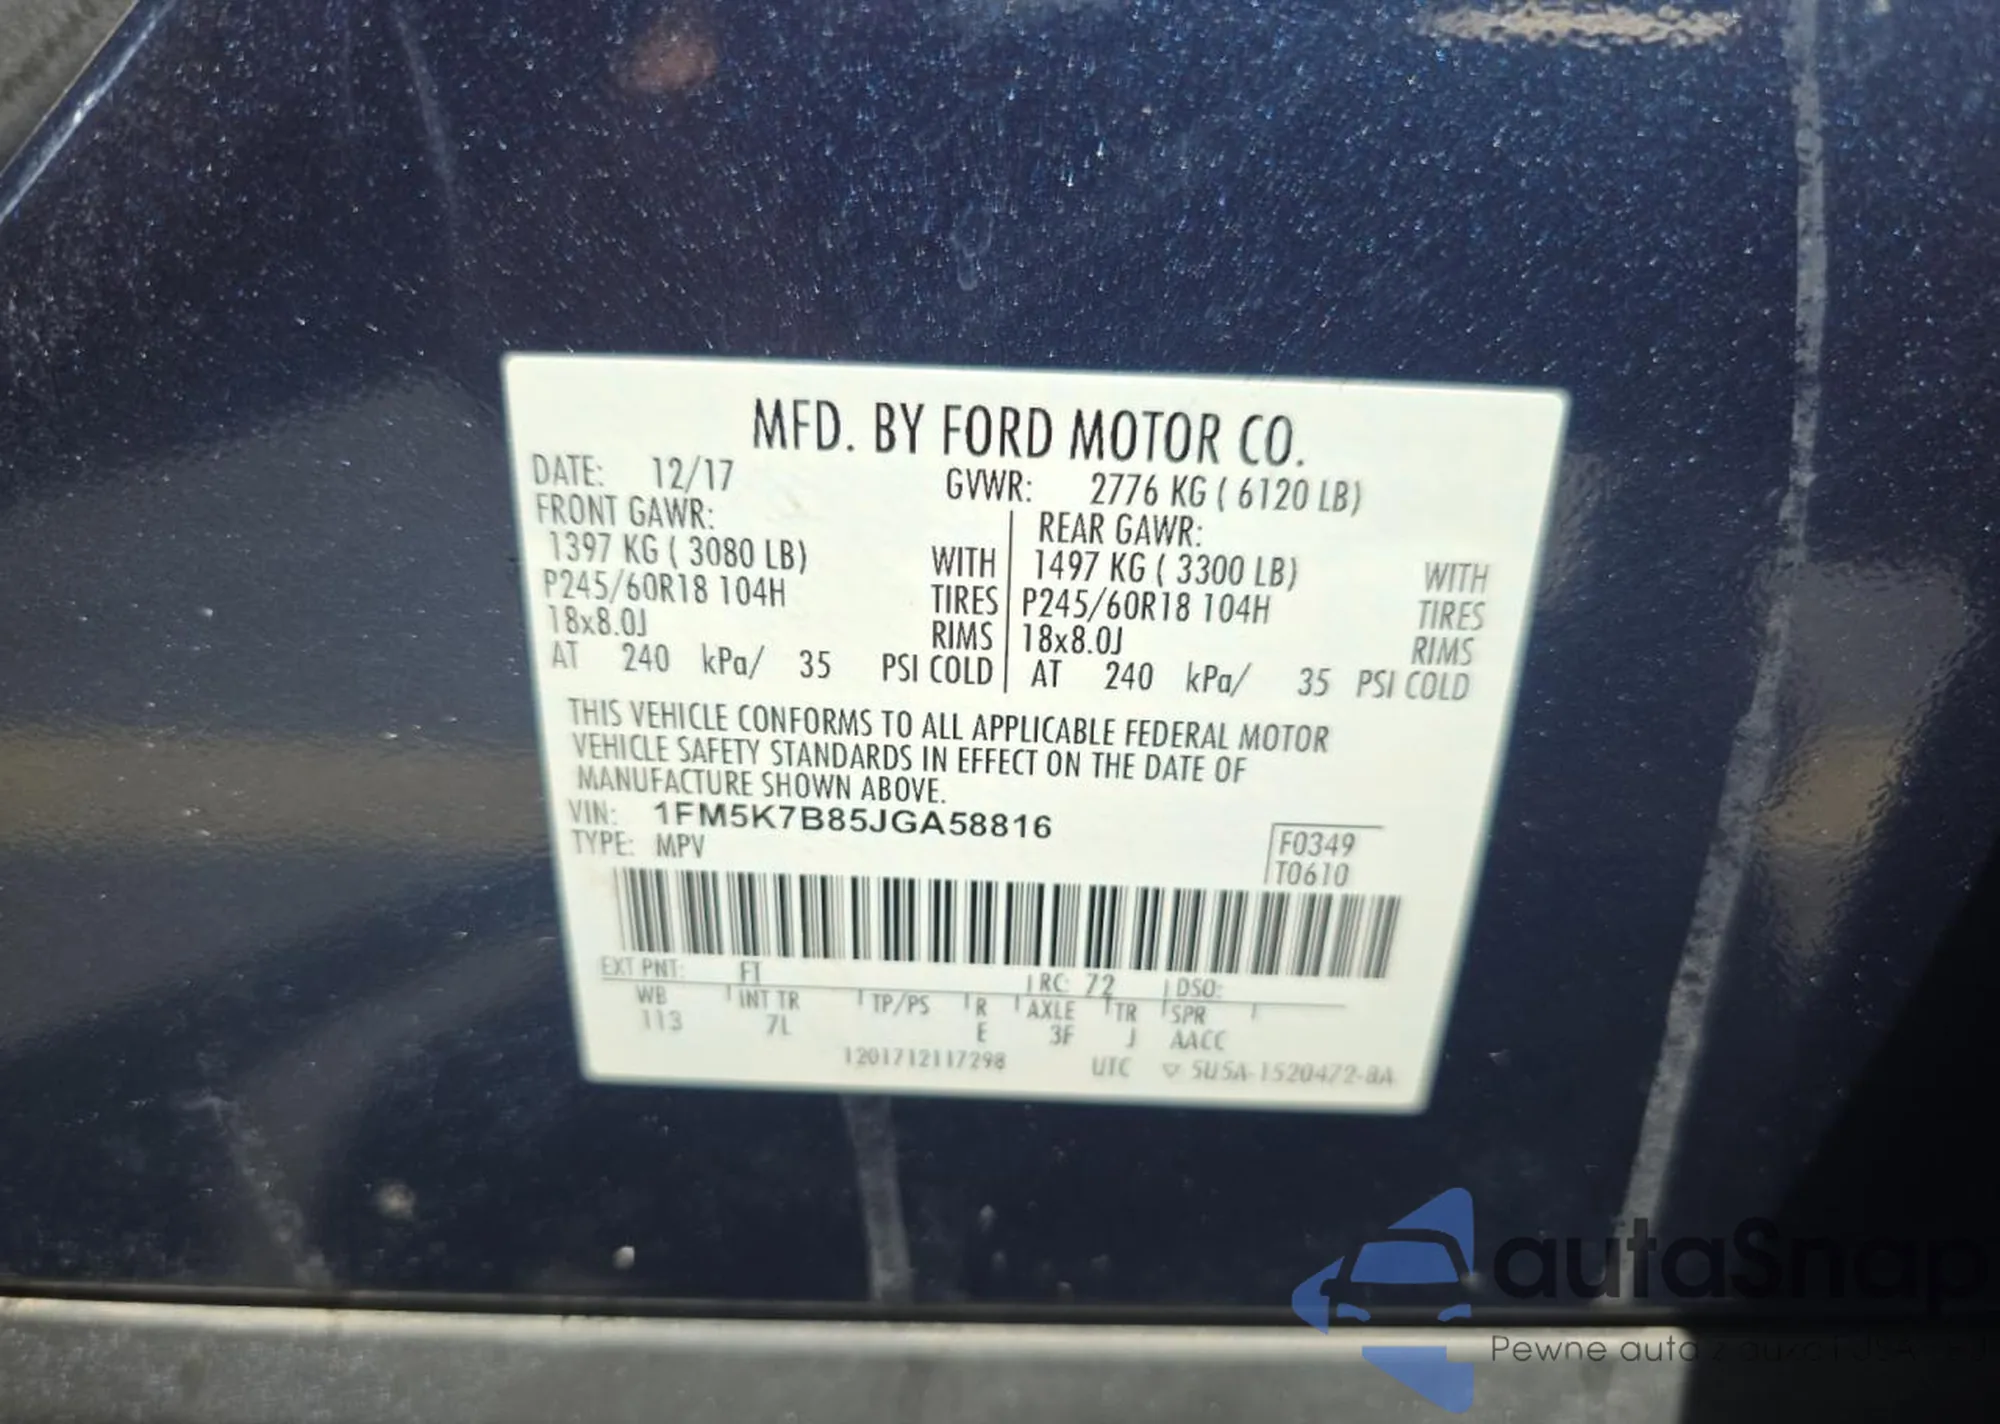 MFD. BY FORD MOTOR CO.
DATE: 12/17 GVWR: 2776 KG ( 6120 LB)
FRONT GAWR: REAR GAWR:
1397 KG ( 3080 LB) WITH 1497 KG ( 3300 LB) WITH
P245/60R18 104H TIRES P245/60R18 104H TIRES
18x8.0J RIMS 18x8.0J RIMS
AT 240 kPa/ 35 PSI COLD AT 240 kPa/ 35 PSI COLD
THIS VEHICLE CONFORMS TO ALL APPLICABLE FEDERAL MOTOR
VEHICLE SAFETY STANDARDS IN EFFECT ON THE DATE OF
MANUFACTURE SHOWN ABOVE.
VIN: 1FM5K7B85JGA58816
TYPE: MPV
F0349
T0610
EXT PNT: FT RC: 72 DSO:
WB INT TR TP/PS R AXLE TR SPR
113 7L E 3F J AACC
1201712117298 UTC ▽ 5U5A-1520472-BA
autaSnap
Pewne auta z